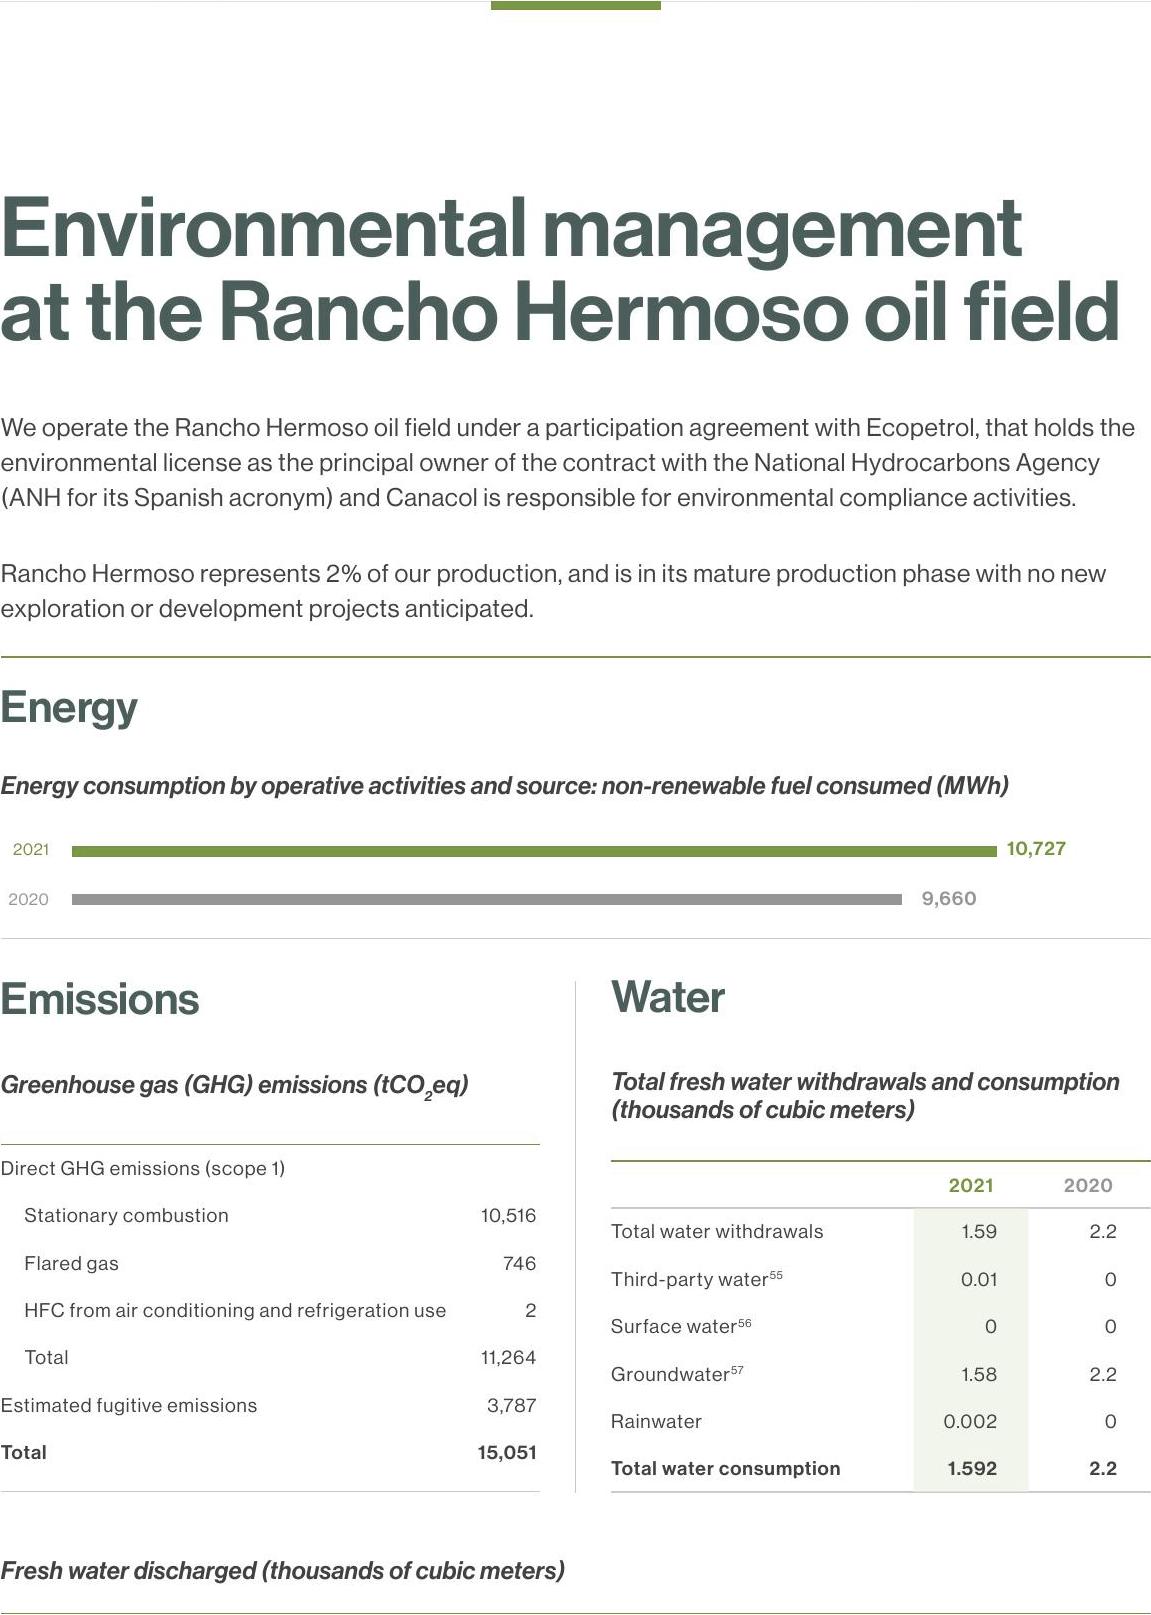 Environmental management
at the Rancho Hermoso oil field
We operate the Rancho Hermoso oil field under a participation agreement with Ecopetrol, that holds the
environmental license as the principal owner of the contract with the National Hydrocarbons Agency
(ANH for its Spanish acronym) and Canacol is responsible for environmental compliance activities.
Rancho Hermoso represents 2% of our production, and is in its mature production phase with no new
exploration or development projects anticipated.
Energy
Energy consumption by operative activities and source: non-renewable fuel consumed (MWh)
2021 10,727
2020 9,660
Emissions
Greenhouse gas (GHG) emissions (tCO₂eq)
Direct GHG emissions (scope 1)
Stationary combustion 10,516
Flared gas 746
HFC from air conditioning and refrigeration use 2
Total 11,264
Estimated fugitive emissions 3,787
Total 15,051
Water
Total fresh water withdrawals and consumption
(thousands of cubic meters)
2021 2020
Total water withdrawals 1.59 2.2
Third-party water⁵⁵ 0.01 0
Surface water⁵⁶ 0 0
Groundwater⁵⁷ 1.58 2.2
Rainwater 0.002 0
Total water consumption 1.592 2.2
Fresh water discharged (thousands of cubic meters)